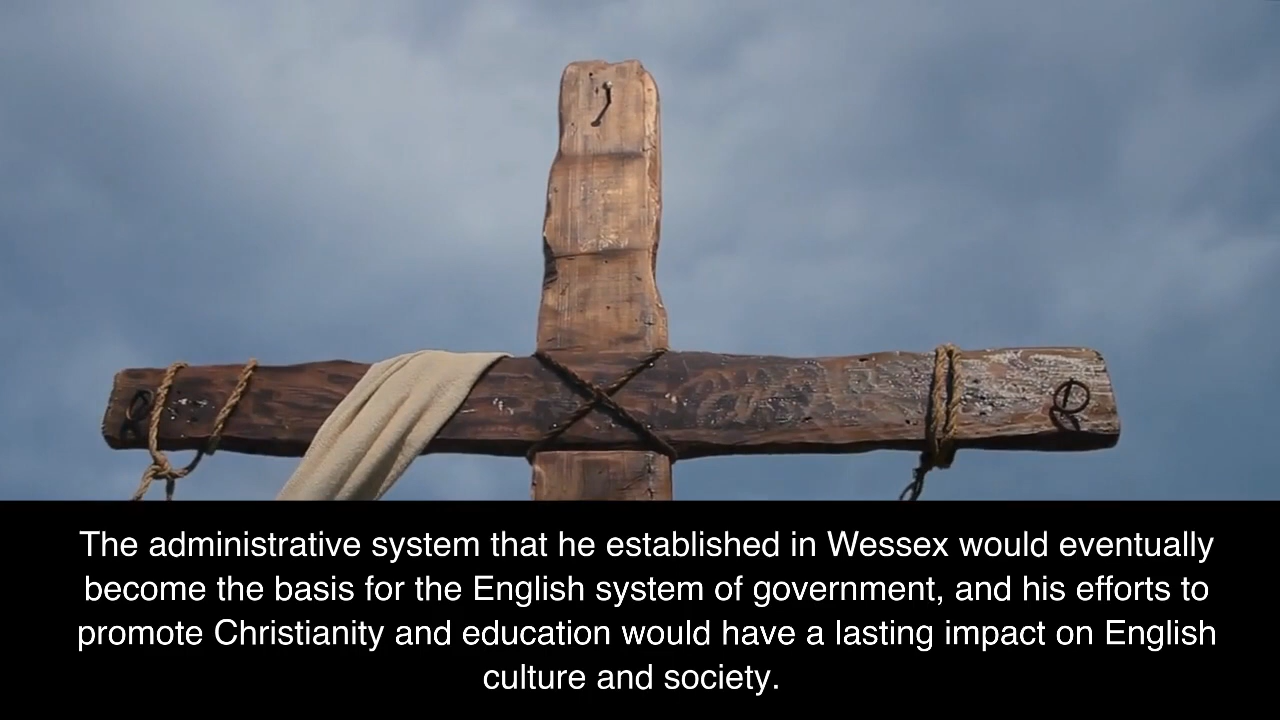 The administrative system that he established in Wessex would eventually
become the basis for the English system of government, and his efforts to
promote Christianity and education would have a lasting impact on English
culture and society.